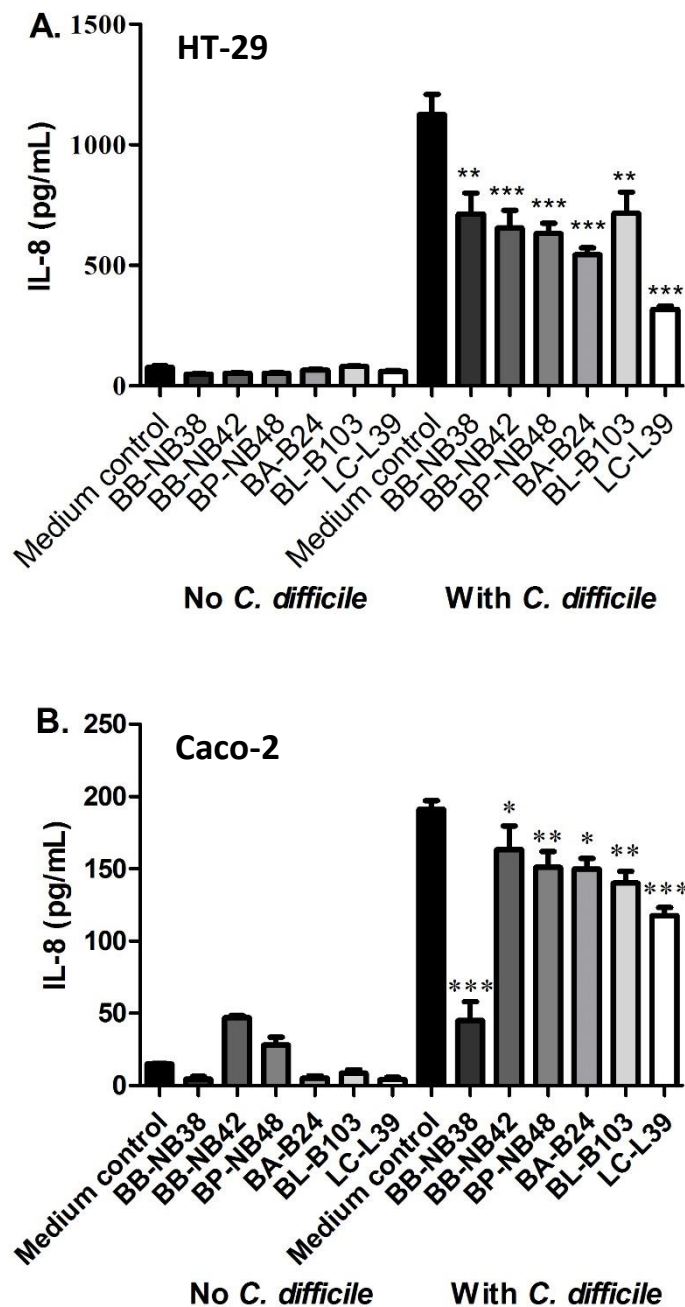 A.
HT-29
1500
1000
500
0
IL-8 (pg/mL)
**
***
***
***
**
***
Medium control
BB-NB38
BB-NB42
BP-NB48
BA-B24
BL-B103
LC-L39
Medium control
BB-NB38
BB-NB42
BP-NB48
BA-B24
BL-B103
LC-L39
No C. difficile
With C. difficile
B.
Caco-2
250
200
150
100
50
0
IL-8 (pg/mL)
***
*
**
*
**
***
Medium control
BB-NB38
BB-NB42
BP-NB48
BA-B24
BL-B103
LC-L39
Medium control
BB-NB38
BB-NB42
BP-NB48
BA-B24
BL-B103
LC-L39
No C. difficile
With C. difficile